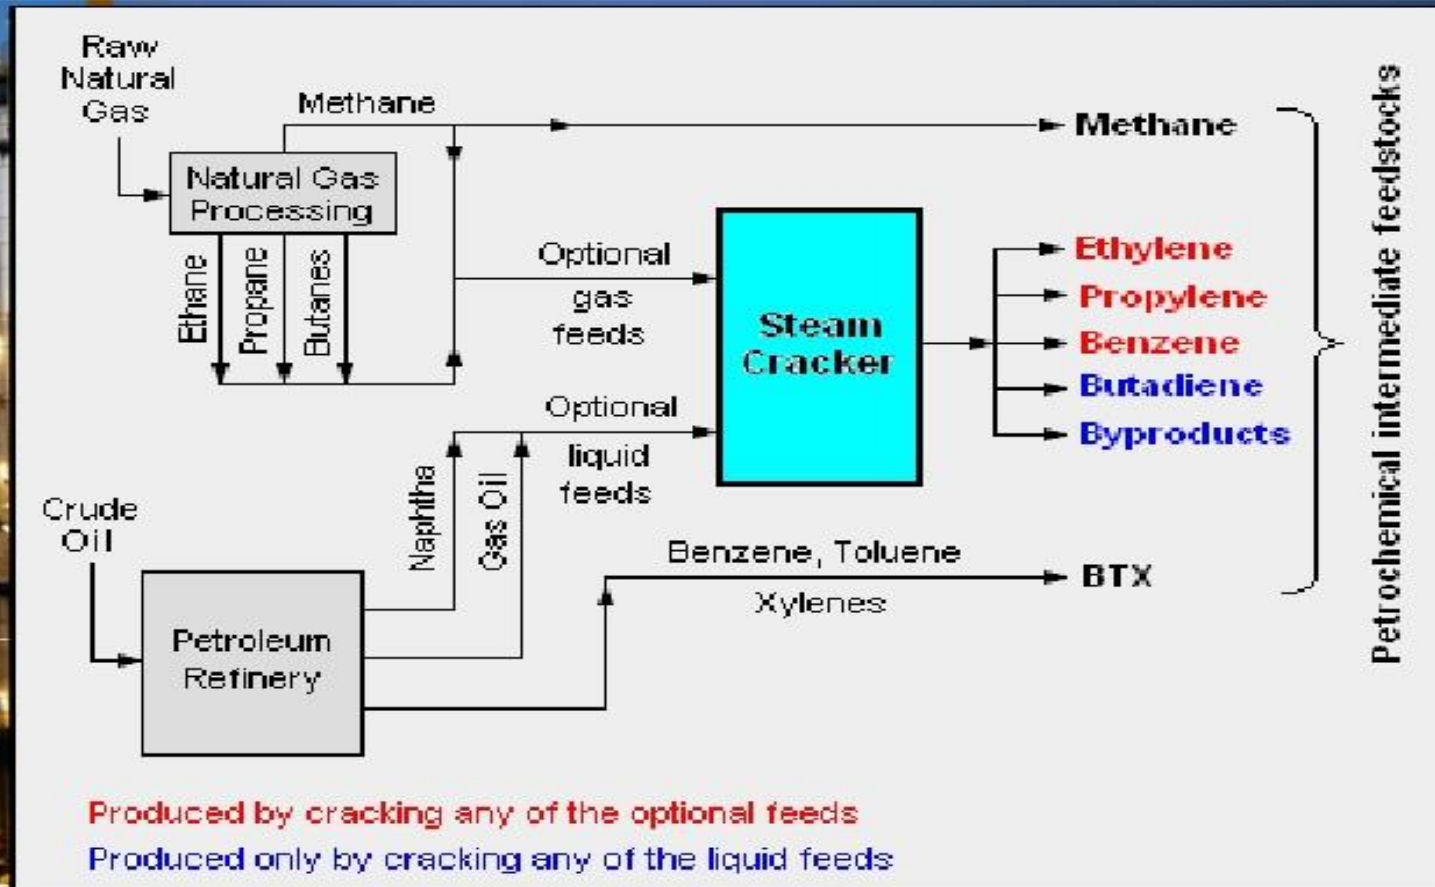 Raw
Natural
Gas
Methane
Methane
Natural Gas
Processing
Ethane
Propane
Butanes
Optional
gas
feeds
Steam
Cracker
Ethylene
Propylene
Benzene
Butadiene
Byproducts
Optional
liquid
feeds
Naphtha
Gas Oil
Crude
Oil
Petroleum
Refinery
Benzene, Toluene
Xylenes
BTX
Petrochemical intermediate feedstocks
Produced by cracking any of the optional feeds
Produced only by cracking any of the liquid feeds